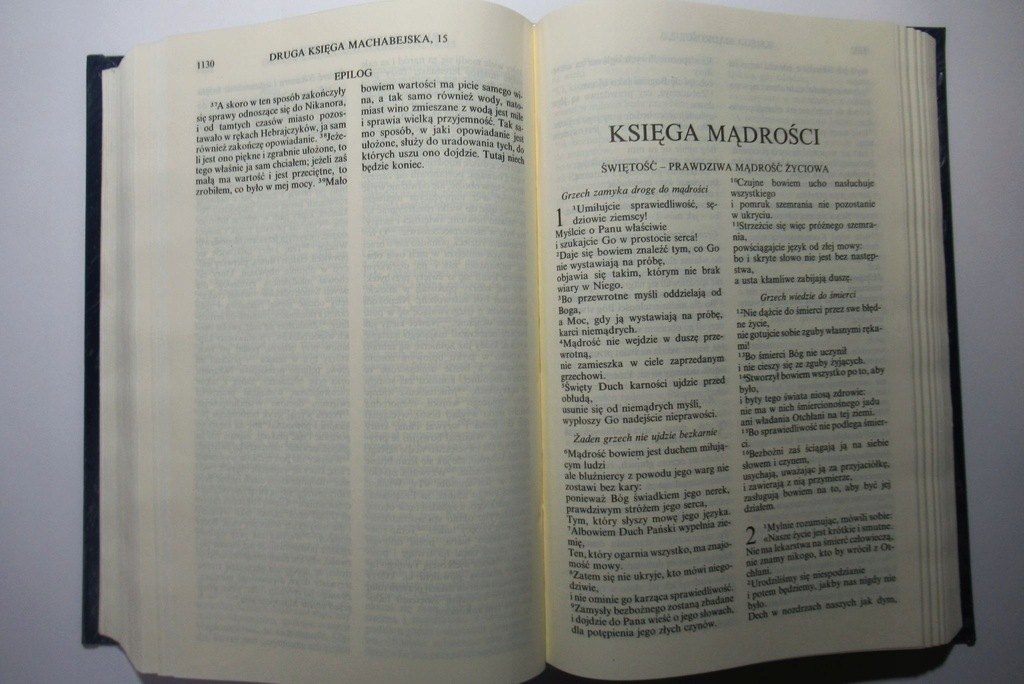 1130
DRUGA KSIĘGA MACHABEJSKA, 15
EPILOG
³⁷A skoro w ten sposób zakończyły
się sprawy odnoszące się do Nikanora,
i od tamtych czasów miasto pozos-
tawało w rękach Hebrajczyków, ja sam
również zakończę opowiadanie. ³⁸Jeże-
li jest ono piękne i zgrabnie ułożone, to
tego właśnie ja sam chciałem; jeżeli zaś
małą ma wartość i jest przeciętne, to
zrobiłem, co było w mej mocy. ³⁹Mało
bowiem wartości ma picie samego wi-
na, a tak samo również wody, nato-
miast wino zmieszane z wodą jest miłe
i sprawia wielką przyjemność. Tak sa-
mo sposób, w jaki opowiadanie jest
ułożone, służy do uradowania tych, do
których uszu ono dojdzie. Tutaj niech
będzie koniec.
KSIĘGA MĄDROŚCI
ŚWIĘTOŚĆ – PRAWDZIWA MĄDROŚĆ ŻYCIOWA
Grzech zamyka drogę do mądrości
1 ¹Umiłujcie sprawiedliwość, sę-
dziowie ziemscy!
Myślcie o Panu właściwie
i szukajcie Go w prostocie serca!
²Daje się bowiem znaleźć tym, co Go
nie wystawiają na próbę,
objawia się takim, którym nie brak
wiary w Niego.
³Bo przewrotne myśli oddzielają od
Boga,
a Moc, gdy ją wystawiają na próbę,
karci niemądrych.
⁴Mądrość nie wejdzie w duszę prze-
wrotną,
nie zamieszka w ciele zaprzedanym
grzechowi.
⁵Święty Duch karności ujdzie przed
obłudą,
usunie się od niemądrych myśli,
wypłoszy Go nadejście nieprawości.
Żaden grzech nie ujdzie bezkarnie
⁶Mądrość bowiem jest duchem miłują-
cym ludzi
ale bluźniercy z powodu jego warg nie
zostawi bez kary:
ponieważ Bóg świadkiem jego nerek,
prawdziwym stróżem jego serca,
Tym, który słyszy mowę jego języka.
⁷Albowiem Duch Pański wypełnia zie-
mię,
Ten, który ogarnia wszystko, ma znajo-
mość mowy.
⁸Zatem się nie ukryje, kto mówi niego-
dziwie,
i nie ominie go karząca sprawiedliwość.
⁹Zamysły bezbożnego zostaną zbadane
i dojdzie do Pana wieść o jego słowach,
dla potępienia jego złych czynów.
¹⁰Czujne bowiem ucho nasłuchuje
wszystkiego
i pomruk szemrania nie pozostanie
w ukryciu.
¹¹Strzeżcie się więc próżnego szemra-
nia,
powściągajcie język od złej mowy:
bo i skryte słowo nie jest bez następ-
stwa,
a usta kłamliwe zabijają duszę.
Grzech wiedzie do śmierci
¹²Nie dążcie do śmierci przez swe błęd-
ne życie,
nie gotujcie sobie zguby własnymi ręka-
mi!
¹³Bo śmierci Bóg nie uczynił
i nie cieszy się ze zguby żyjących.
¹⁴Stworzył bowiem wszystko po to, aby
było,
i byty tego świata niosą zdrowie:
nie ma w nich śmiercionośnego jadu
ani władania Otchłani na tej ziemi.
¹⁵Bo sprawiedliwość nie podlega śmier-
ci.
¹⁶Bezbożni zaś ściągają ją na siebie
słowem i czynem,
usychają, uważając ją za przyjaciółkę,
i zawierają z nią przymierze,
zasługują bowiem na to, aby być jej
działem.
2 ¹Mylnie rozumując, mówili sobie:
«Nasze życie jest krótkie i smutne.
Nie ma lekarstwa na śmierć człowieczą,
nie znamy nikogo, kto by wrócił z Ot-
chłani.
²Urodziliśmy się niespodzianie
i potem będziemy, jakby nas nigdy nie
było.
Dech w nozdrzach naszych jak dym,